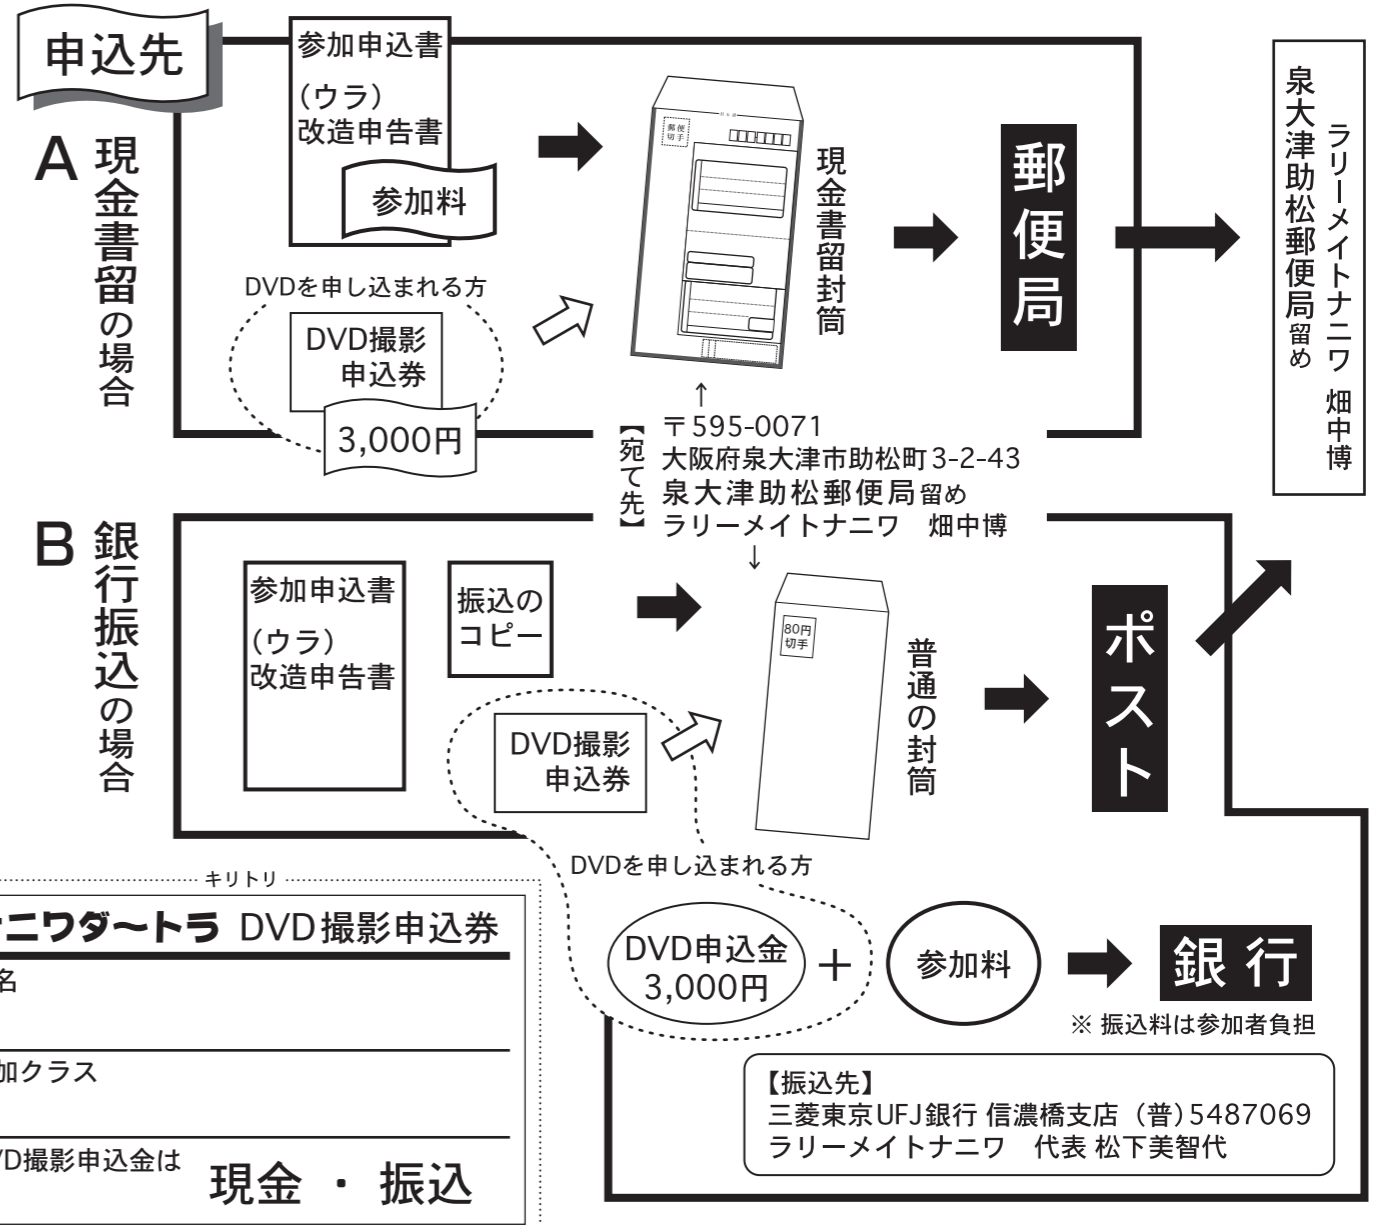 申込先
A 現金書留の場合
参加申込書
(ウラ)
改造申告書
参加料
DVDを申し込まれる方
DVD撮影
申込券
3,000円
郵便
切手
現金書留封筒
郵便局
ラリーメイトナニワ 畑中博
泉大津助松郵便局留め
↑
【宛て先】
〒595-0071
大阪府泉大津市助松町3-2-43
泉大津助松郵便局留め
ラリーメイトナニワ 畑中博
↓
B 銀行振込の場合
参加申込書
(ウラ)
改造申告書
振込の
コピー
DVD撮影
申込券
80円
切手
普通の封筒
ポスト
DVDを申し込まれる方
DVD申込金
3,000円
+
参加料
銀行
※ 振込料は参加者負担
【振込先】
三菱東京UFJ銀行 信濃橋支店 (普)5487069
ラリーメイトナニワ 代表 松下美智代
キリトリ
ニワダ〜トラ DVD撮影申込券
名
加クラス
VD撮影申込金は
現金 ・ 振込